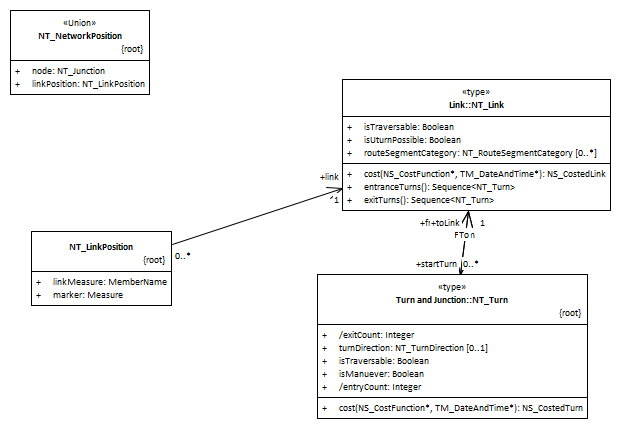 «Union»
NT_NetworkPosition
{root}
+ node: NT_Junction
+ linkPosition: NT_LinkPosition
«type»
Link::NT_Link
+ isTraversable: Boolean
+ isUturnPossible: Boolean
+ routeSegmentCategory: NT_RouteSegmentCategory [0..*]
+ cost(NS_CostFunction*, TM_DateAndTime*): NS_CostedLink
+ entranceTurns(): Sequence<NT_Turn>
+ exitTurns(): Sequence<NT_Turn>
+link
1
0..*
NT_LinkPosition
{root}
+ linkMeasure: MemberName
+ marker: Measure
+toLink 1
+startTurn 0..*
«type»
Turn and Junction::NT_Turn
{root}
+ /exitCount: Integer
+ turnDirection: NT_TurnDirection [0..1]
+ isTraversable: Boolean
+ isManuever: Boolean
+ /entryCount: Integer
+ cost(NS_CostFunction*, TM_DateAndTime*): NS_CostedTurn